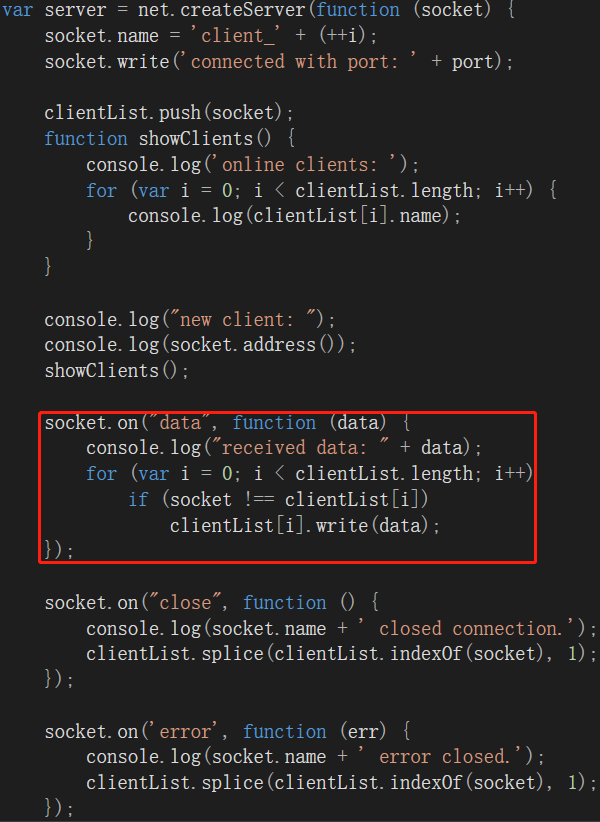 var server = net.createServer(function (socket) {
    socket.name = 'client_' + (++i);
    socket.write('connected with port: ' + port);

    clientList.push(socket);
    function showClients() {
        console.log('online clients: ');
        for (var i = 0; i < clientList.length; i++) {
            console.log(clientList[i].name);
        }
    }

    console.log("new client: ");
    console.log(socket.address());
    showClients();

    socket.on("data", function (data) {
        console.log("received data: " + data);
        for (var i = 0; i < clientList.length; i++)
            if (socket !== clientList[i])
                clientList[i].write(data);
    });

    socket.on("close", function () {
        console.log(socket.name + ' closed connection.');
        clientList.splice(clientList.indexOf(socket), 1);
    });

    socket.on('error', function (err) {
        console.log(socket.name + ' error closed.');
        clientList.splice(clientList.indexOf(socket), 1);
    });